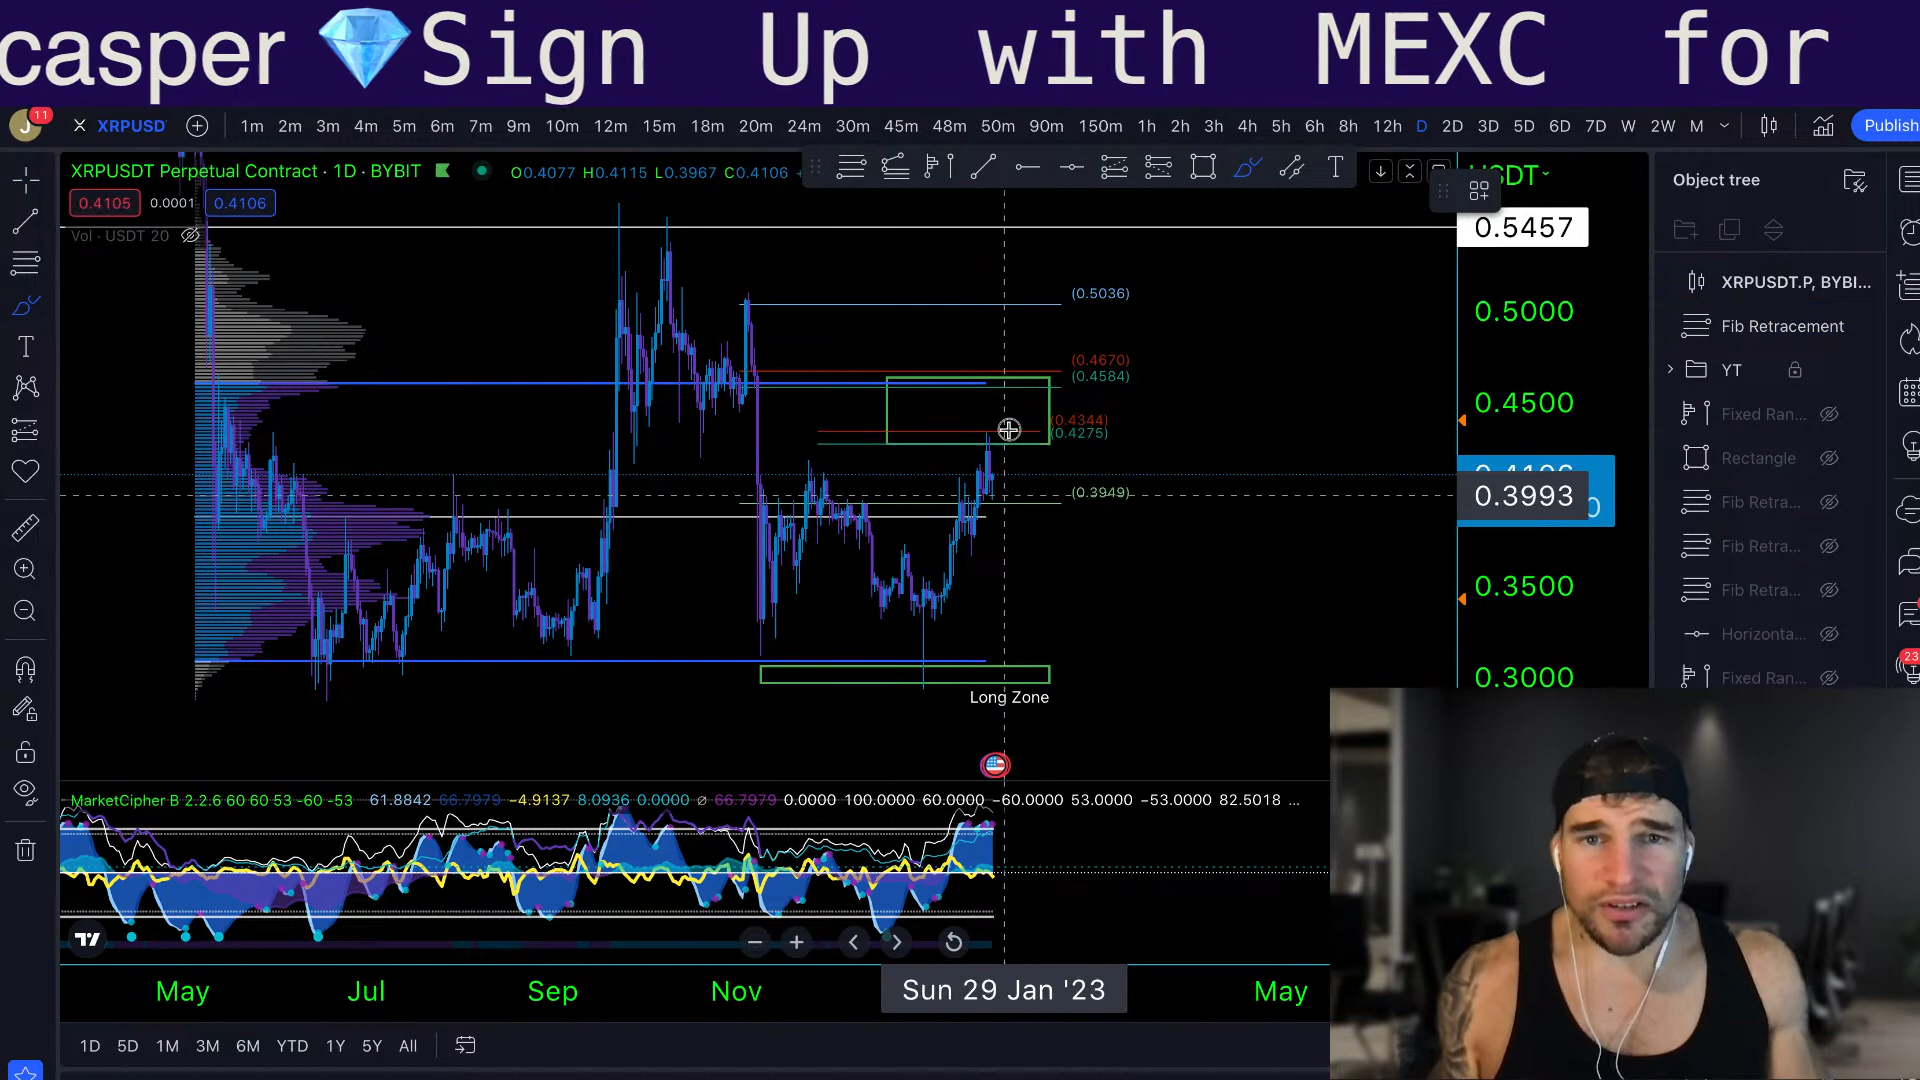 casper 💎Sign Up with MEXC for
J 11 XRPUSD 1m 2m 3m 4m 5m 6m 7m 9m 10m 12m 15m 18m 20m 24m 30m 45m 48m 50m 90m 150m 1h 2h 3h 4h 5h 6h 8h 12h D 2D 3D 5D 6D 7D W 2W M Publish
XRPUSDT Perpetual Contract · 1D · BYBIT O0.4077 H0.4115 L0.3967 C0.4106
0.4105 0.0001 0.4106
Vol · USDT 20
Object tree
0.5457
(0.5036)
0.5000
(0.4670)
(0.4584)
0.4500
(0.4344)
(0.4275)
(0.3949)
0.3993
0.3500
0.3000
Long Zone
XRPUSDT.P, BYBI...
Fib Retracement
YT
Fixed Ran...
Rectangle
Fib Retra...
Fib Retra...
Fib Retra...
Horizonta...
Fixed Ran...
23
MarketCipher B 2.2.6 60 60 53 -60 -53 61.8842 66.7979 −4.9137 8.0936 0.0000 ∅ 66.7979 0.0000 100.0000 60.0000 −60.0000 53.0000 −53.0000 82.5018 ...
May Jul Sep Nov Sun 29 Jan '23 May
1D 5D 1M 3M 6M YTD 1Y 5Y All